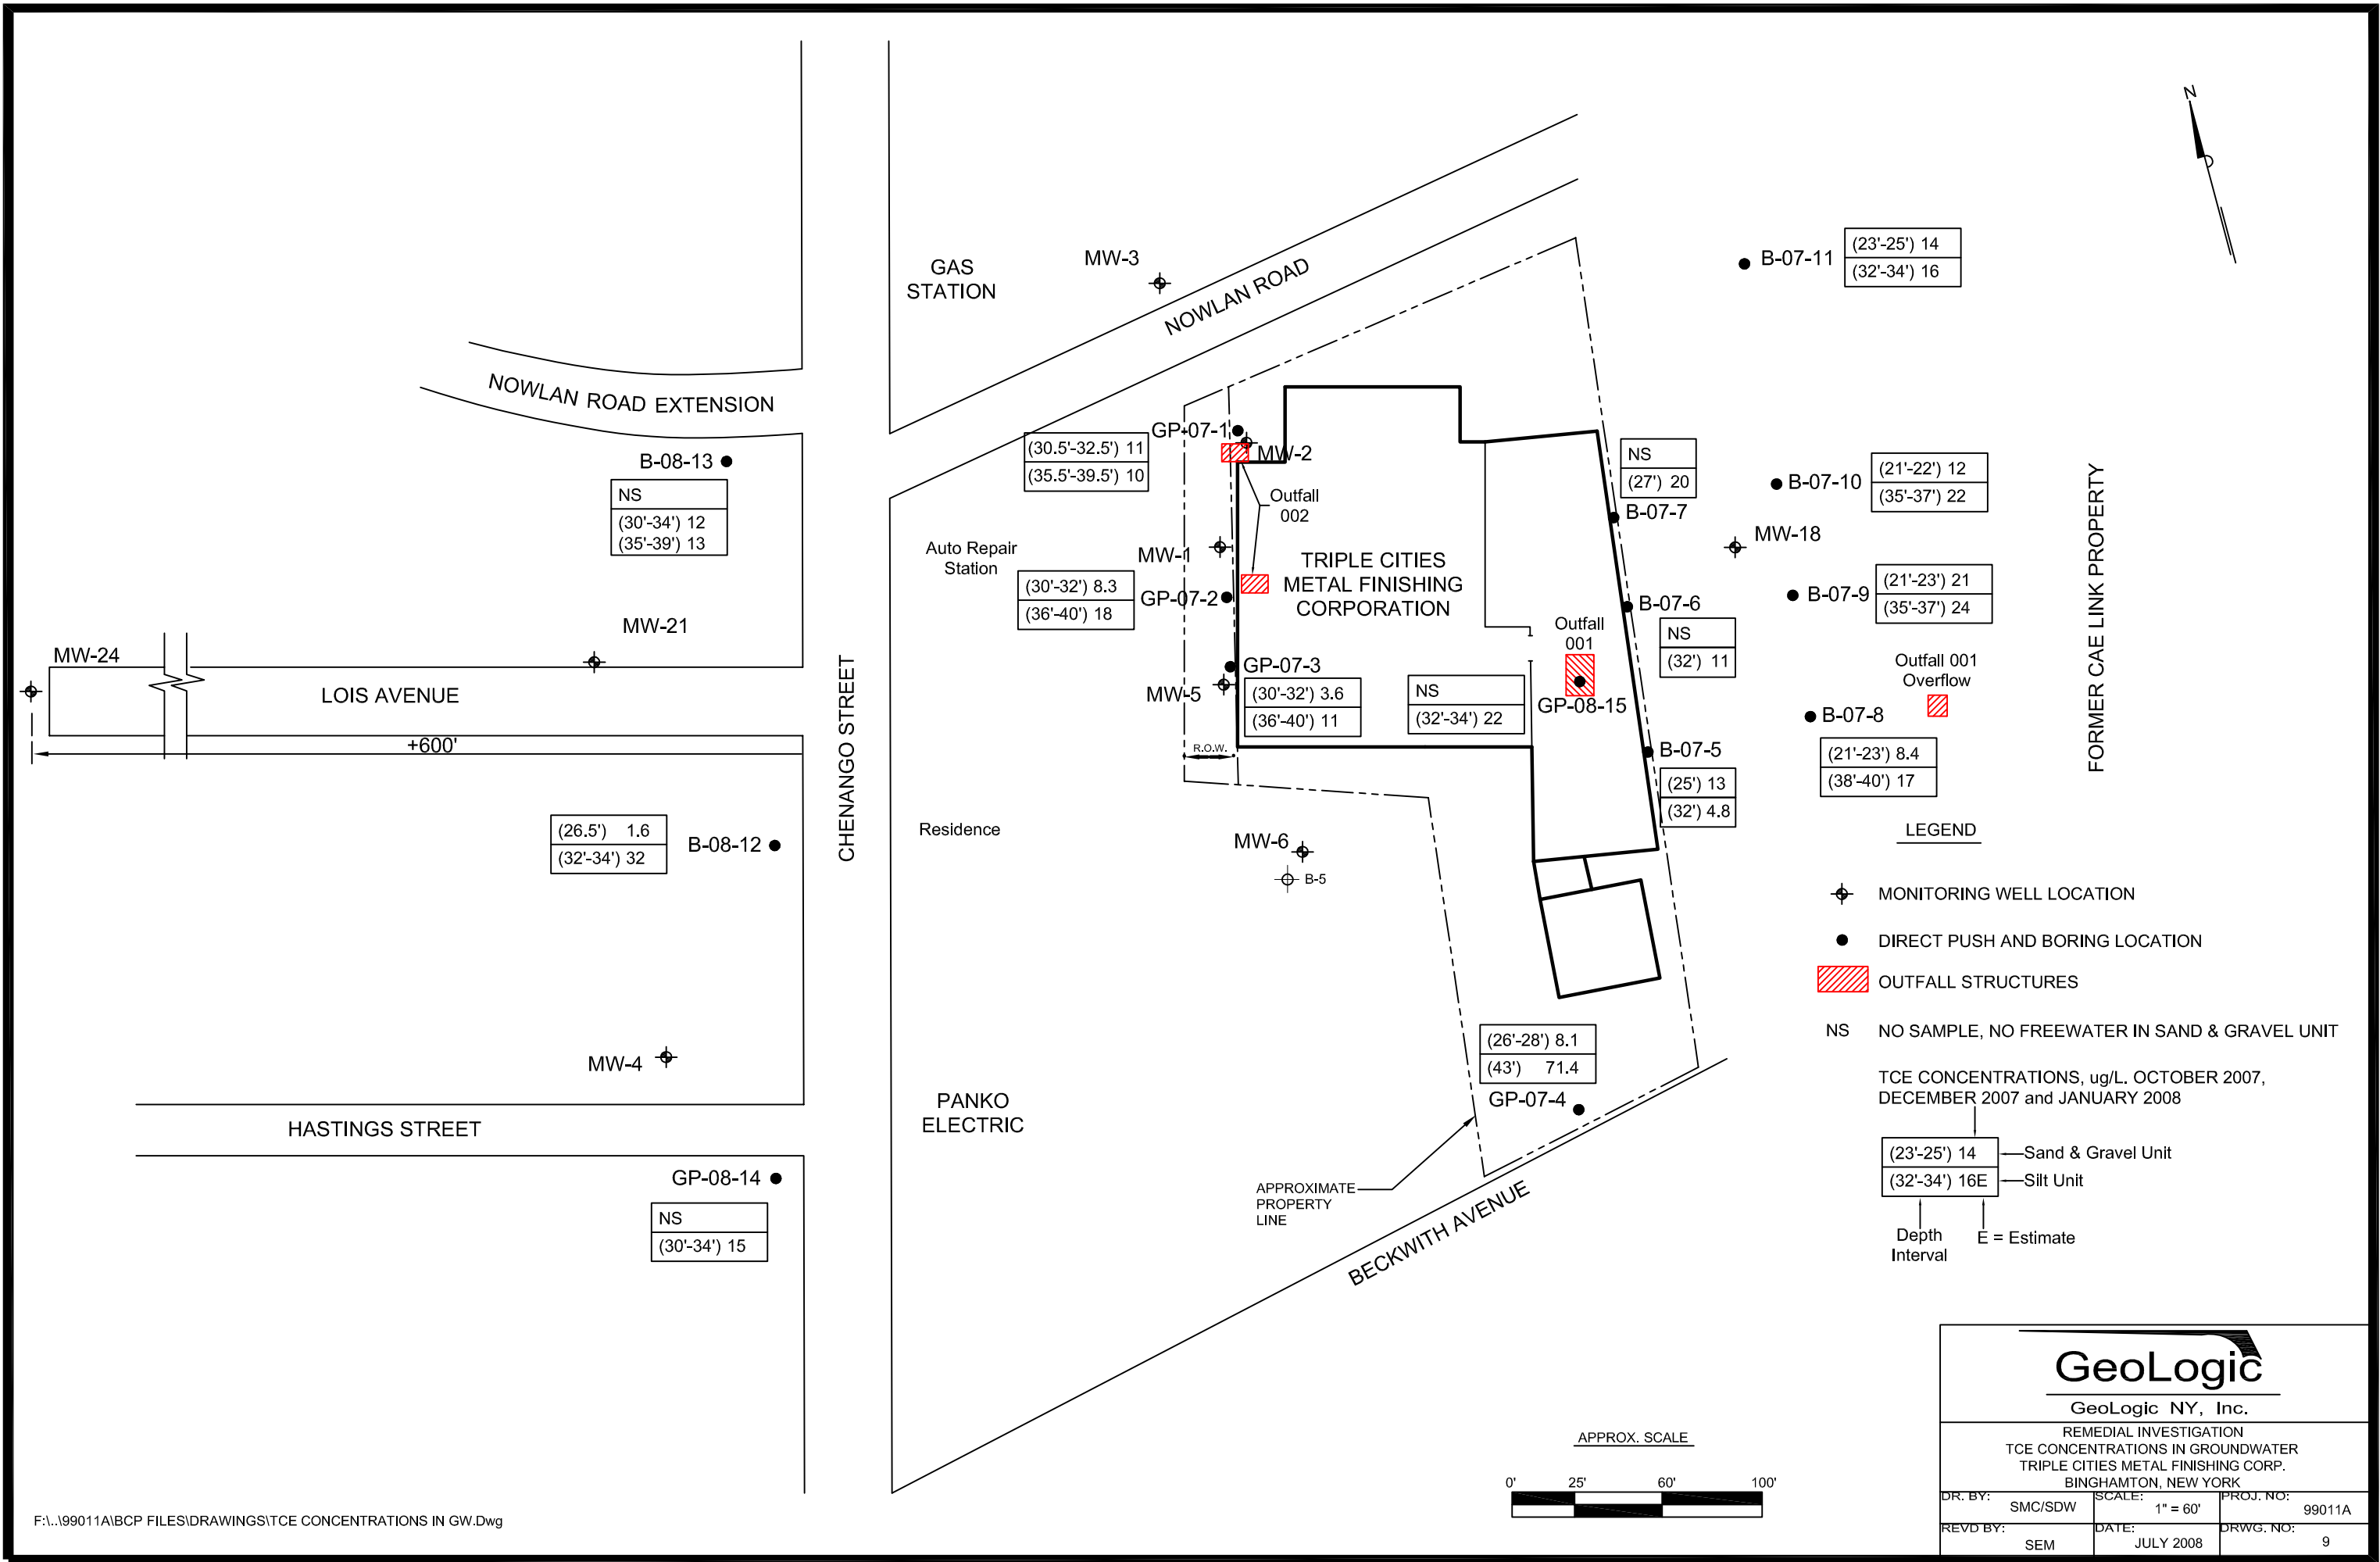 N
GAS
STATION
MW-3
NOWLAN ROAD
B-07-11
(23'-25') 14
(32'-34') 16
NOWLAN ROAD EXTENSION
B-08-13
NS
(30'-34') 12
(35'-39') 13
(30.5'-32.5') 11
(35.5'-39.5') 10
GP-07-1
MW-2
Outfall
002
NS
(27') 20
B-07-7
B-07-10
(21'-22') 12
(35'-37') 22
MW-18
Auto Repair
Station
MW-1
(30'-32') 8.3
(36'-40') 18
GP-07-2
TRIPLE CITIES
METAL FINISHING
CORPORATION
B-07-6
NS
(32') 11
B-07-9
(21'-23') 21
(35'-37') 24
FORMER CAE LINK PROPERTY
MW-21
MW-24
LOIS AVENUE
+600'
CHENANGO STREET
GP-07-3
MW-5
(30'-32') 3.6
(36'-40') 11
R.O.W.
NS
(32'-34') 22
Outfall
001
GP-08-15
Outfall 001
Overflow
B-07-8
(21'-23') 8.4
(38'-40') 17
B-07-5
(25') 13
(32') 4.8
(26.5') 1.6
(32'-34') 32
B-08-12
Residence
MW-6
B-5
LEGEND
MONITORING WELL LOCATION
DIRECT PUSH AND BORING LOCATION
OUTFALL STRUCTURES
NS NO SAMPLE, NO FREEWATER IN SAND & GRAVEL UNIT
TCE CONCENTRATIONS, ug/L. OCTOBER 2007,
DECEMBER 2007 and JANUARY 2008
(23'-25') 14 Sand & Gravel Unit
(32'-34') 16E Silt Unit
Depth
Interval
E = Estimate
MW-4
HASTINGS STREET
GP-08-14
NS
(30'-34') 15
PANKO
ELECTRIC
(26'-28') 8.1
(43') 71.4
GP-07-4
APPROXIMATE
PROPERTY
LINE
BECKWITH AVENUE
APPROX. SCALE
0' 25' 60' 100'
GeoLogic
GeoLogic NY, Inc.
REMEDIAL INVESTIGATION
TCE CONCENTRATIONS IN GROUNDWATER
TRIPLE CITIES METAL FINISHING CORP.
BINGHAMTON, NEW YORK
DR. BY: SMC/SDW
SCALE: 1" = 60'
PROJ. NO: 99011A
REVD BY: SEM
DATE: JULY 2008
DRWG. NO: 9
F:\..\99011A\BCP FILES\DRAWINGS\TCE CONCENTRATIONS IN GW.Dwg